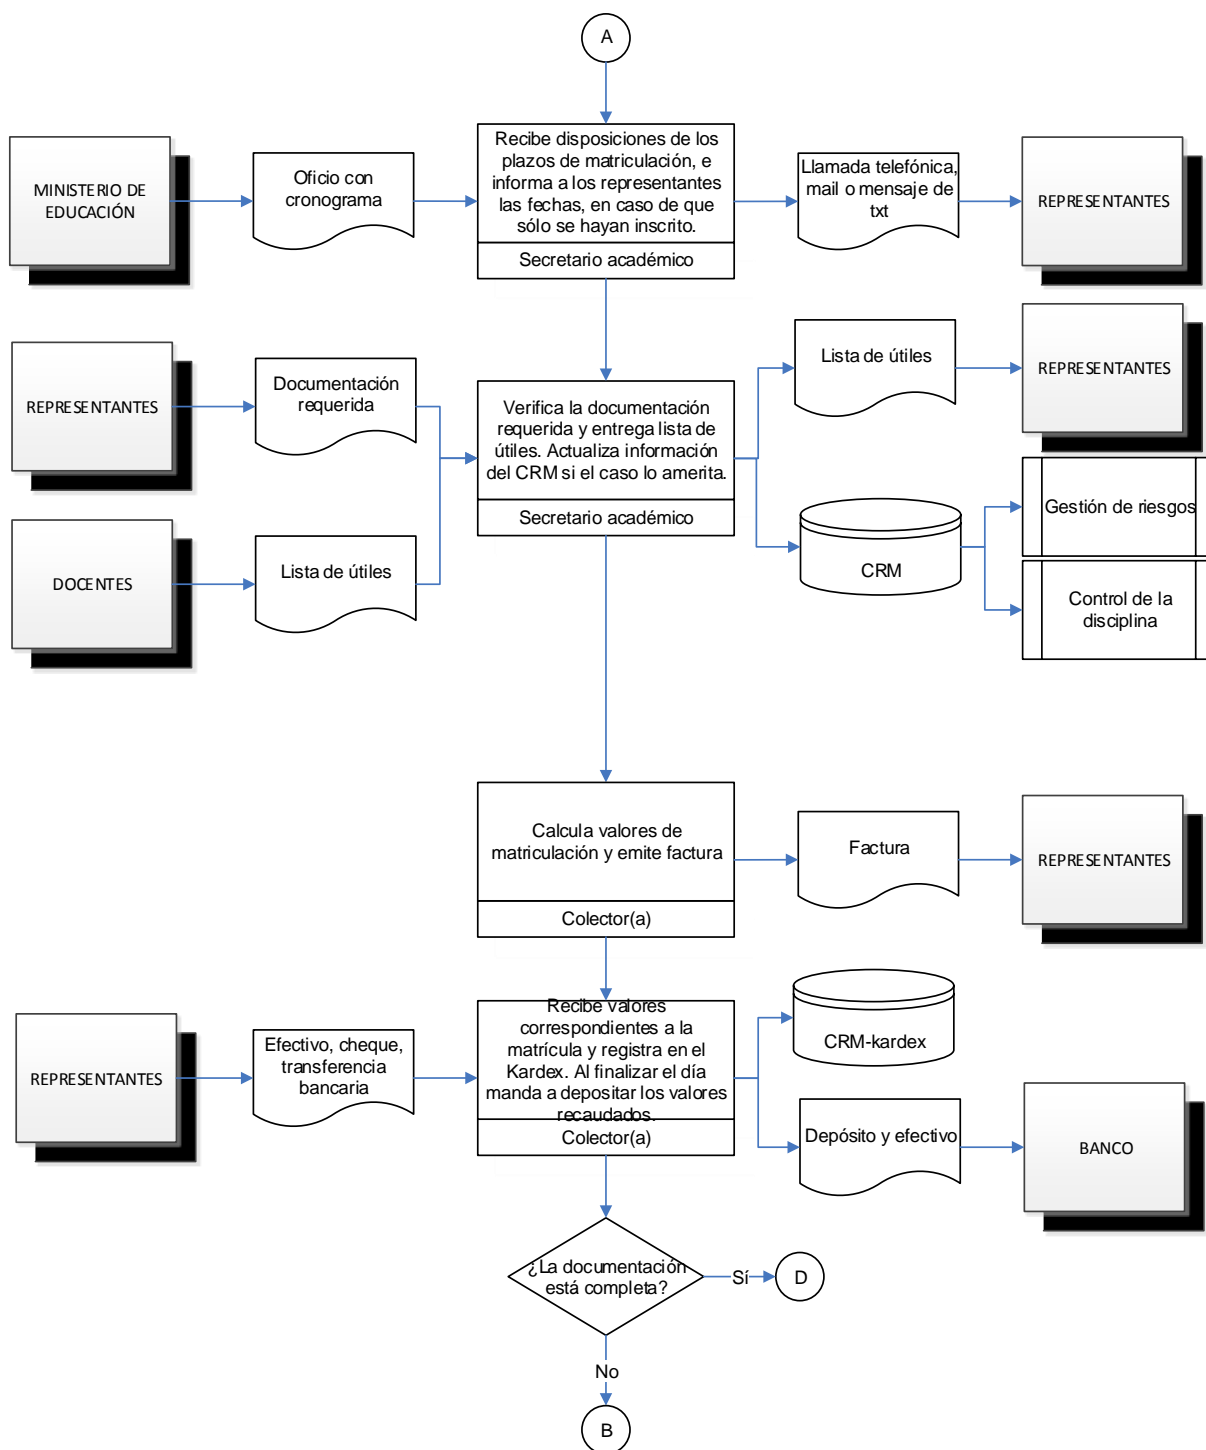 A
MINISTERIO DE
EDUCACIÓN
Oficio con
cronograma
Recibe disposiciones de los
plazos de matriculación, e
informa a los representantes
las fechas, en caso de que
sólo se hayan inscrito.
Secretario académico
Llamada telefónica,
mail o mensaje de
txt
REPRESENTANTES
REPRESENTANTES
Documentación
requerida
DOCENTES
Lista de útiles
Verifica la documentación
requerida y entrega lista de
útiles. Actualiza información
del CRM si el caso lo amerita.
Secretario académico
Lista de útiles
REPRESENTANTES
CRM
Gestión de riesgos
Control de la
disciplina
Calcula valores de
matriculación y emite factura
Colector(a)
Factura
REPRESENTANTES
REPRESENTANTES
Efectivo, cheque,
transferencia
bancaria
Recibe valores
correspondientes a la
matrícula y registra en el
Kardex. Al finalizar el día
manda a depositar los valores
recaudados.
Colector(a)
CRM-kardex
Depósito y efectivo
BANCO
¿La documentación
está completa?
Sí
D
No
B